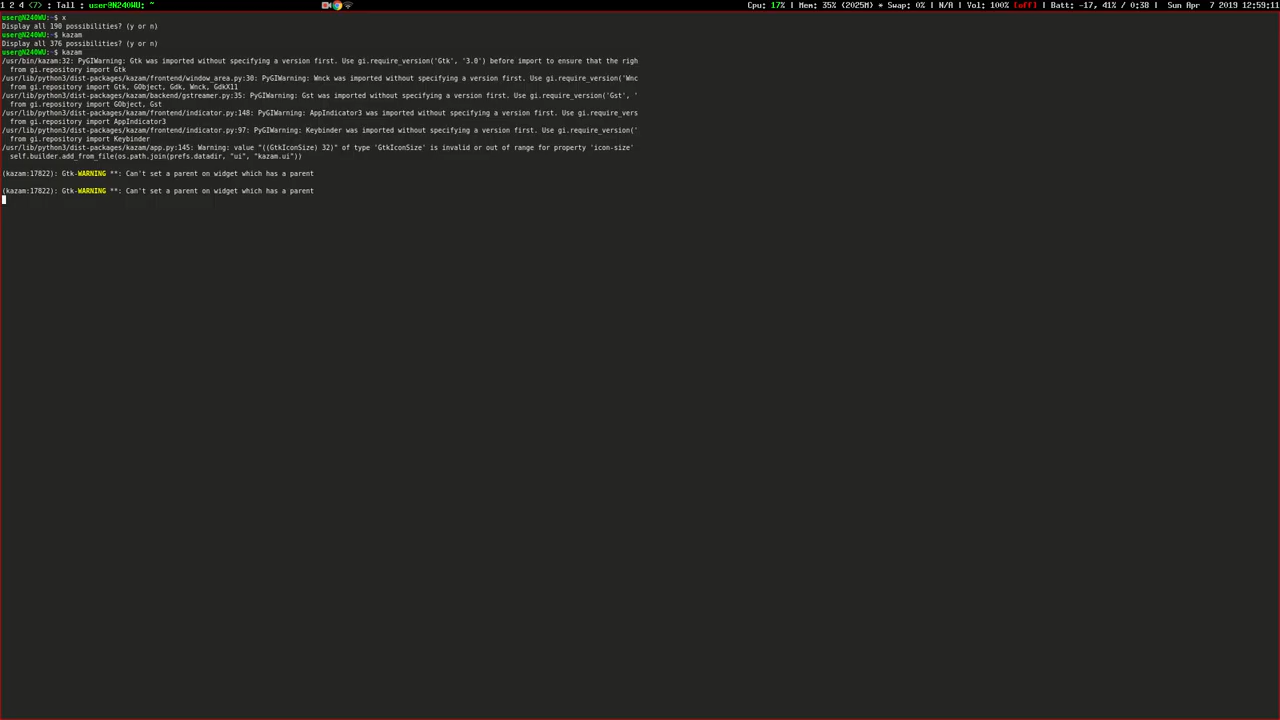 1 2 4 <7> : Tall : user@N240WU: ~ Cpu: 17% | Mem: 35% (2025M) * Swap: 0% | N/A | Vol: 100% [off] | Batt: -17, 41% / 0:38 | Sun Apr 7 2019 12:59:11
user@N240WU:~$ x
Display all 190 possibilities? (y or n)
user@N240WU:~$ kazam
Display all 376 possibilities? (y or n)
user@N240WU:~$ kazam
/usr/bin/kazam:32: PyGIWarning: Gtk was imported without specifying a version first. Use gi.require_version('Gtk', '3.0') before import to ensure that the righ
from gi.repository import Gtk
/usr/lib/python3/dist-packages/kazam/frontend/window_area.py:30: PyGIWarning: Wnck was imported without specifying a version first. Use gi.require_version('Wnc
from gi.repository import Gtk, GObject, Gdk, Wnck, GdkX11
/usr/lib/python3/dist-packages/kazam/backend/gstreamer.py:35: PyGIWarning: Gst was imported without specifying a version first. Use gi.require_version('Gst', '
from gi.repository import GObject, Gst
/usr/lib/python3/dist-packages/kazam/frontend/indicator.py:148: PyGIWarning: AppIndicator3 was imported without specifying a version first. Use gi.require_vers
from gi.repository import AppIndicator3
/usr/lib/python3/dist-packages/kazam/frontend/indicator.py:97: PyGIWarning: Keybinder was imported without specifying a version first. Use gi.require_version('
from gi.repository import Keybinder
/usr/lib/python3/dist-packages/kazam/app.py:145: Warning: value "((GtkIconSize) 32)" of type 'GtkIconSize' is invalid or out of range for property 'icon-size'
self.builder.add_from_file(os.path.join(prefs.datadir, "ui", "kazam.ui"))
(kazam:17822): Gtk-WARNING **: Can't set a parent on widget which has a parent
(kazam:17822): Gtk-WARNING **: Can't set a parent on widget which has a parent